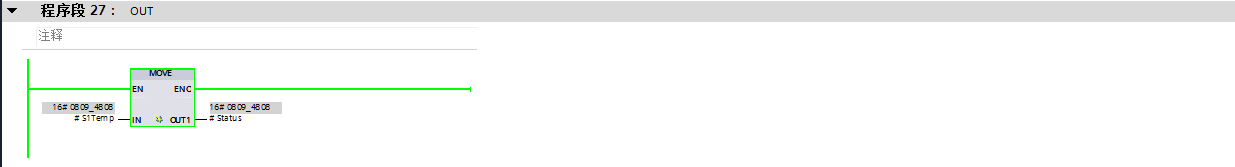 程序段 27： OUT
注释
MOVE
EN ENO
16# 0809_4808 16# 0809_4808
# S1Temp IN OUT1 # Status